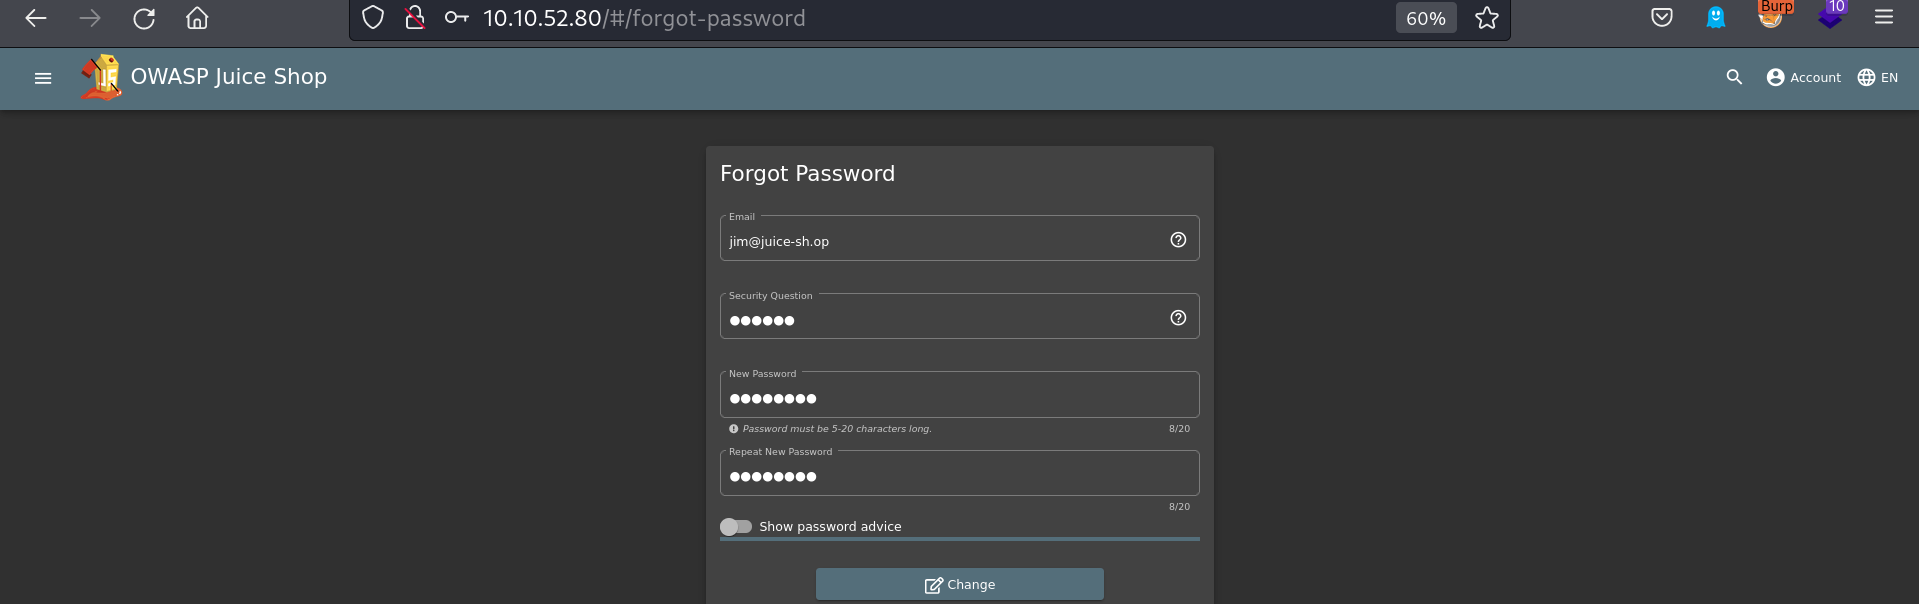 10.10.52.80/#/forgot-password
60%
Burp
10
OWASP Juice Shop
Account
EN
Forgot Password
Email
jim@juice-sh.op
Security Question
●●●●●●
New Password
●●●●●●●●
Password must be 5-20 characters long.
8/20
Repeat New Password
●●●●●●●●
8/20
Show password advice
Change